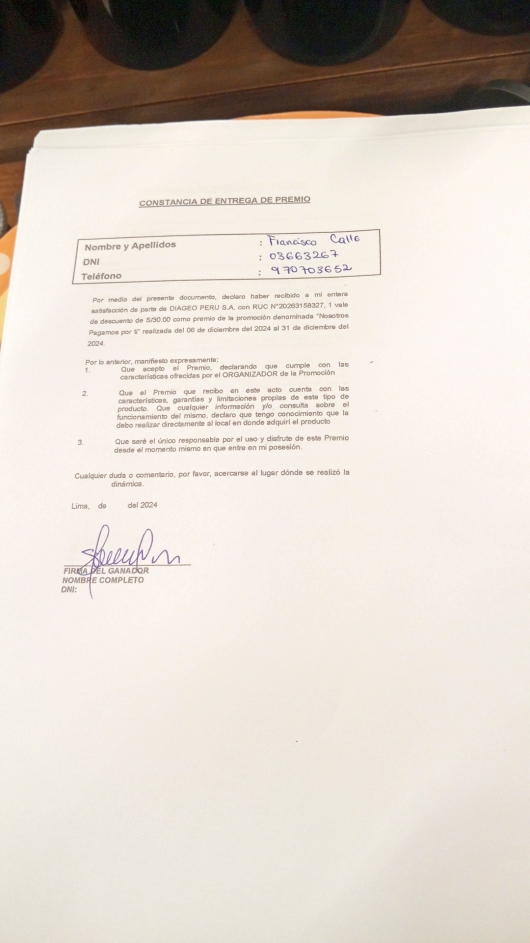 CONSTANCIA DE ENTREGA DE PREMIO
Nombre y Apellidos : Francisco Calle
DNI : 03663267
Teléfono : 970703652
Por medio del presente documento, declaro haber recibido a mi entera
satisfacción de parte de DIAGEO PERU S.A. con RUC N°20263158327, 1 vale
de descuento de S/30.00 como premio de la promoción denominada "Nosotros
Pagamos por ti" realizada del 06 de diciembre del 2024 al 31 de diciembre del
2024.
Por lo anterior, manifiesto expresamente:
1. Que acepto el Premio, declarando que cumple con las
características ofrecidas por el ORGANIZADOR de la Promoción
2. Que el Premio que recibo en este acto cuenta con las
características, garantías y limitaciones propias de este tipo de
producto. Que cualquier información y/o consulta sobre el
funcionamiento del mismo, declaro que tengo conocimiento que la
debo realizar directamente al local en donde adquirí el producto
3. Que seré el único responsable por el uso y disfrute de este Premio
desde el momento mismo en que entre en mi posesión.
Cualquier duda o comentario, por favor, acercarse al lugar dónde se realizó la
dinámica.
Lima, de del 2024
FIRMA DEL GANADOR
NOMBRE COMPLETO
DNI: